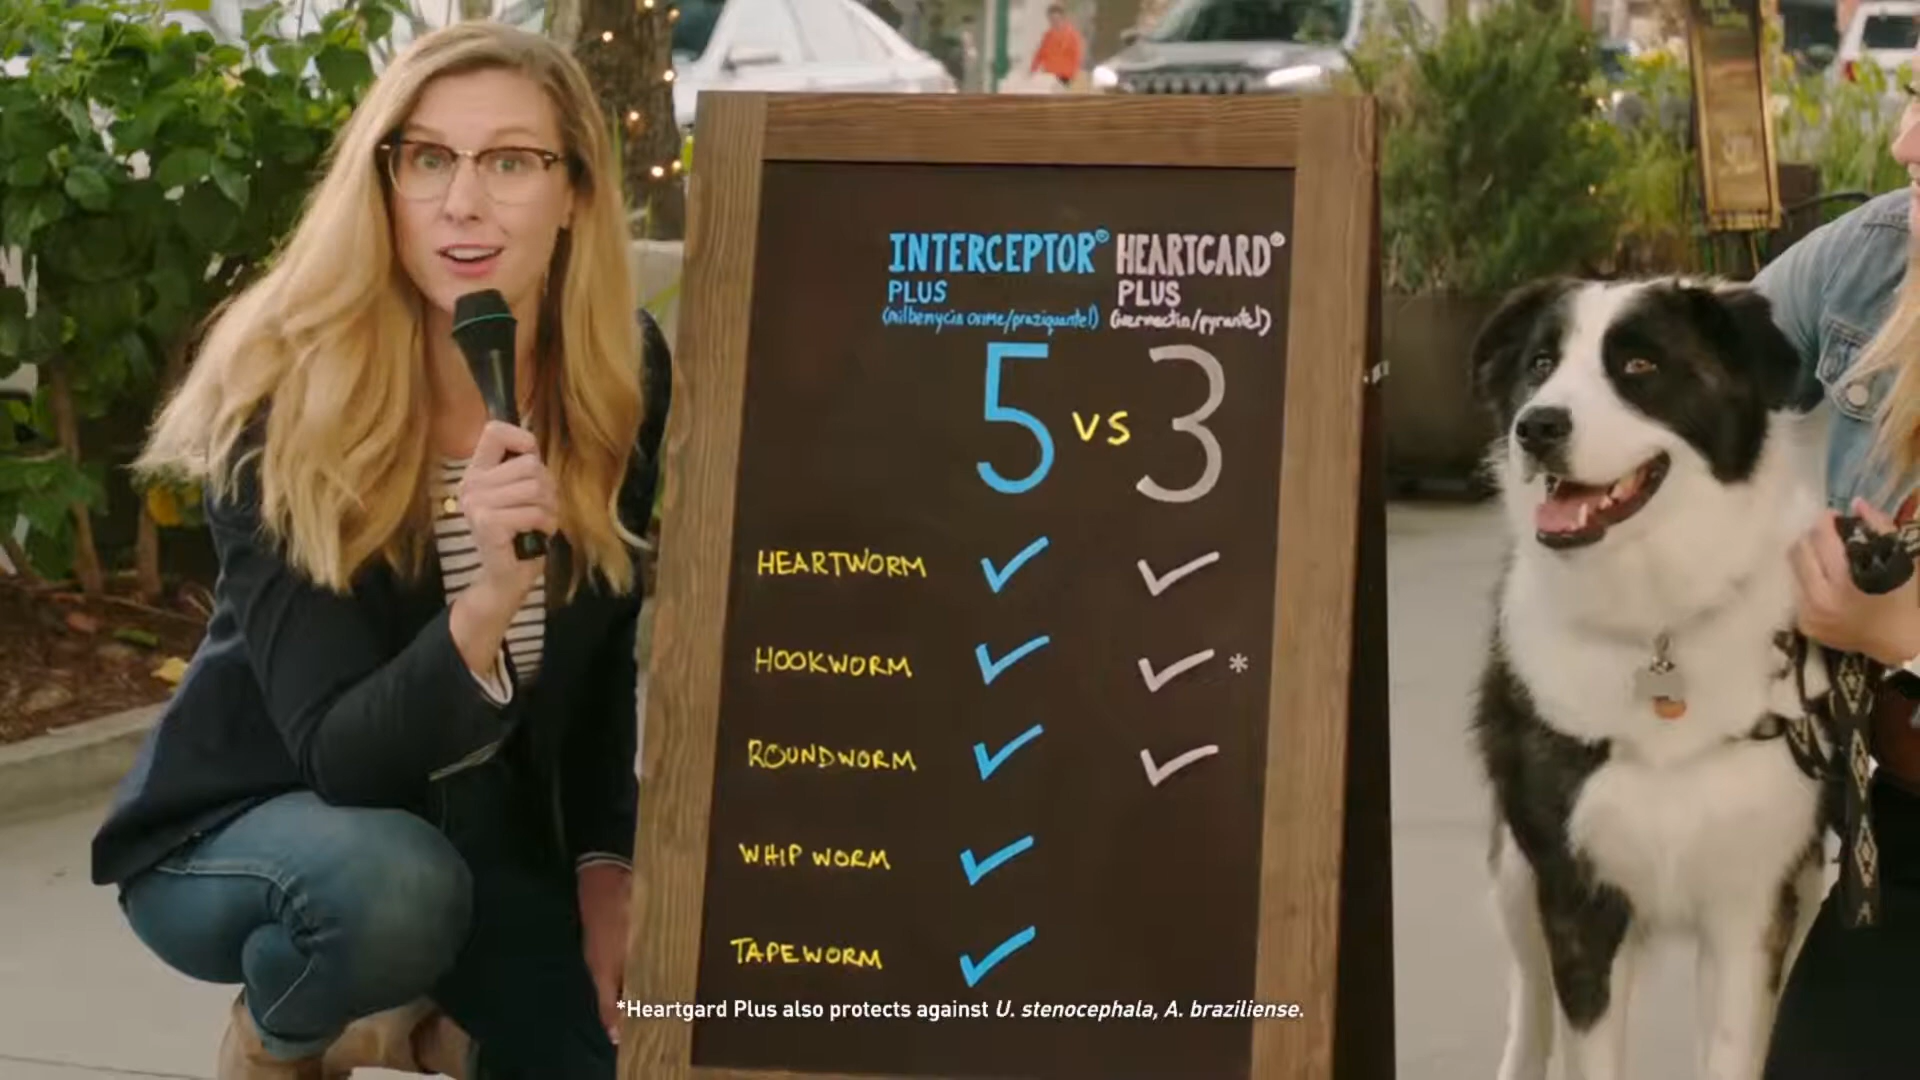 INTERCEPTOR® HEARTGARD®
PLUS PLUS
(milbemycin oxime/praziquantel) (ivermectin/pyrantel)
5 vs 3
HEARTWORM ✓ ✓
HOOKWORM ✓ ✓ *
ROUNDWORM ✓ ✓
WHIP WORM ✓
TAPEWORM ✓
*Heartgard Plus also protects against U. stenocephala, A. braziliense.